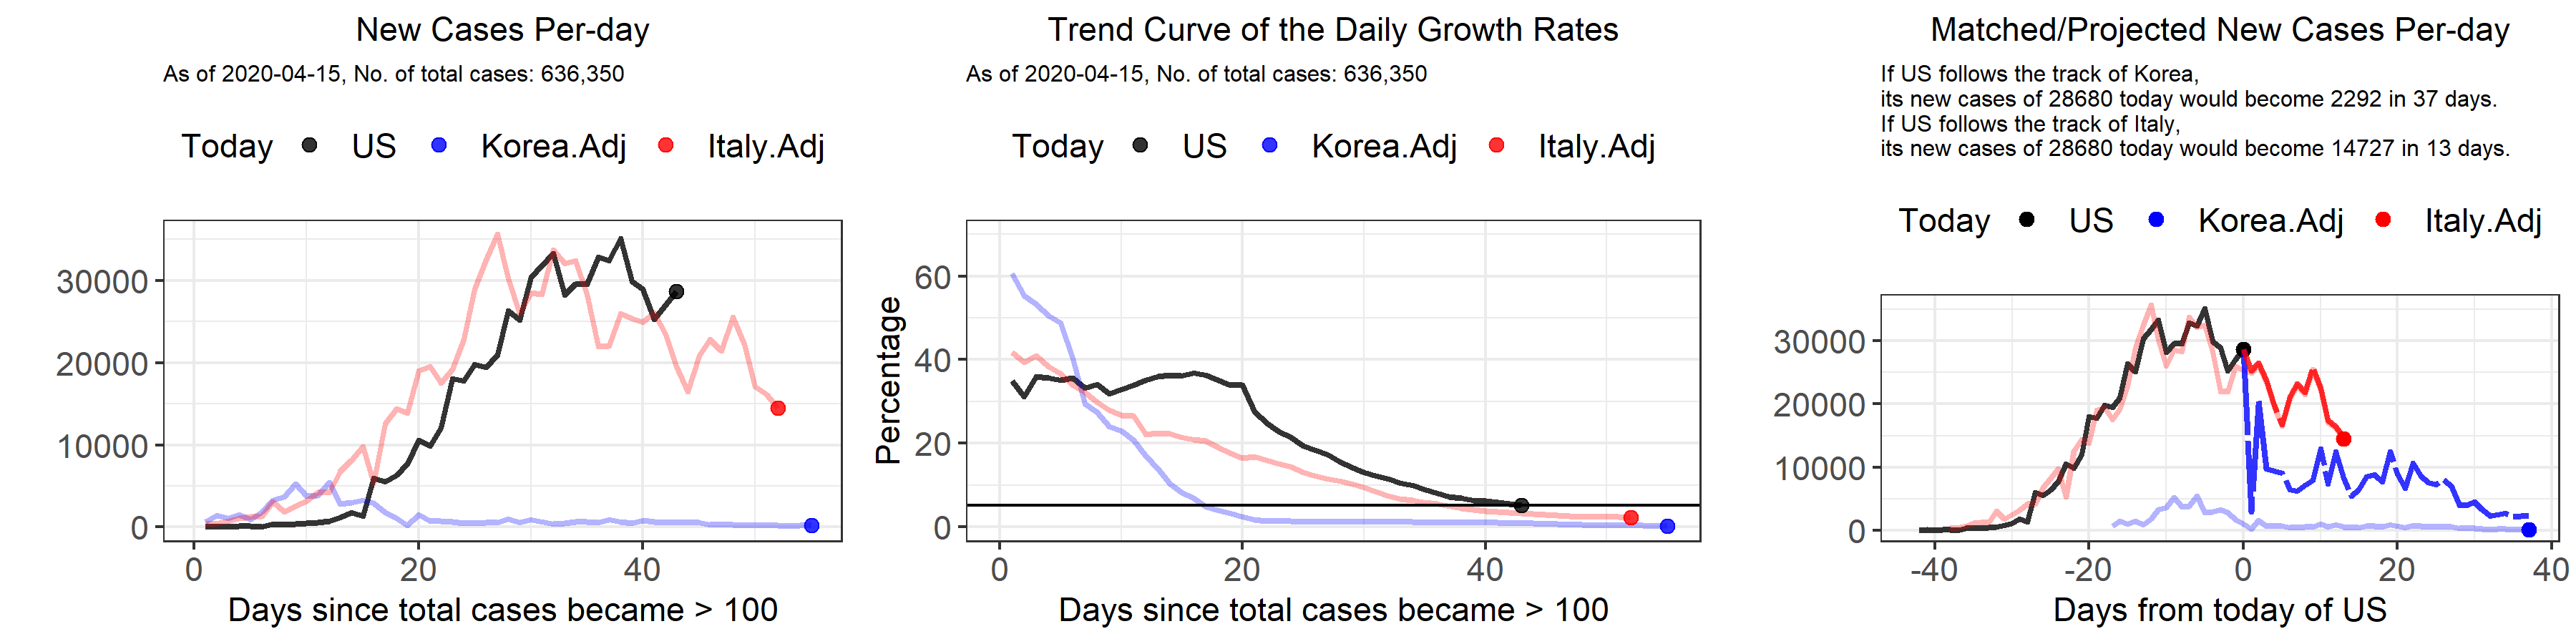 New Cases Per-day
As of 2020-04-15, No. of total cases: 636,350
Today US Korea.Adj Italy.Adj
30000
20000
10000
0
0 20 40
Days since total cases became > 100
Trend Curve of the Daily Growth Rates
As of 2020-04-15, No. of total cases: 636,350
Today US Korea.Adj Italy.Adj
Percentage
60
40
20
0
0 20 40
Days since total cases became > 100
Matched/Projected New Cases Per-day
If US follows the track of Korea,
its new cases of 28680 today would become 2292 in 37 days.
If US follows the track of Italy,
its new cases of 28680 today would become 14727 in 13 days.
Today US Korea.Adj Italy.Adj
30000
20000
10000
0
-40 -20 0 20 40
Days from today of US